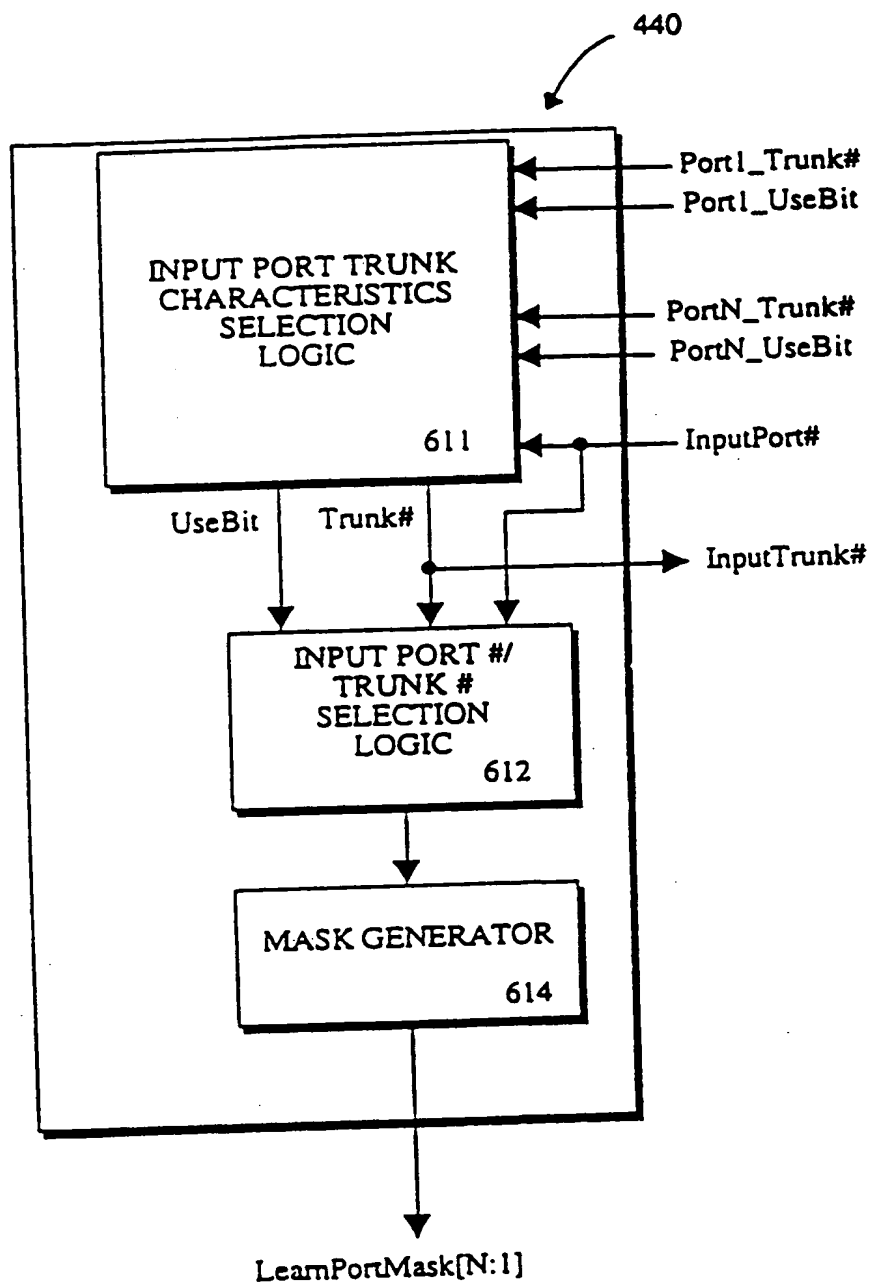 440
Port1_Trunk#
Port1_UseBit
INPUT PORT TRUNK
CHARACTERISTICS
SELECTION
LOGIC
PortN_Trunk#
PortN_UseBit
611
InputPort#
UseBit
Trunk#
InputTrunk#
INPUT PORT #/
TRUNK #
SELECTION
LOGIC
612
MASK GENERATOR
614
LearnPortMask[N:1]